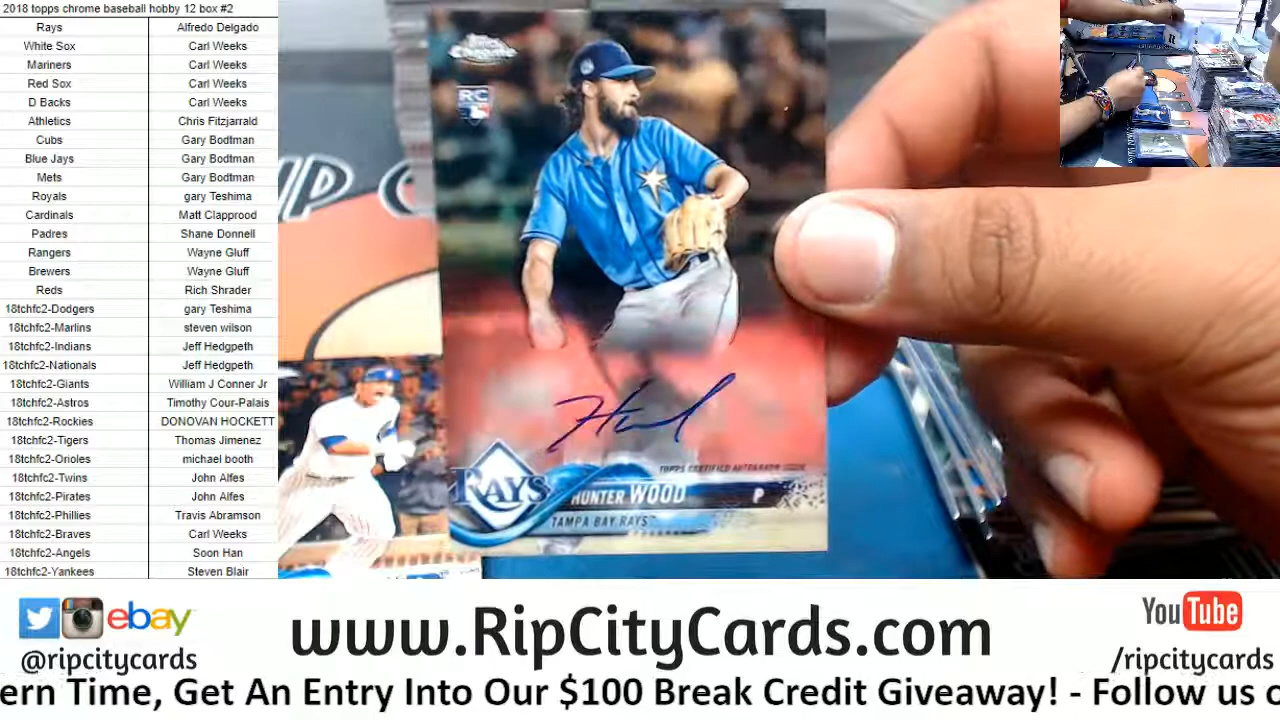 2018 topps chrome baseball hobby 12 box #2
Rays Alfredo Delgado
White Sox Carl Weeks
Mariners Carl Weeks
Red Sox Carl Weeks
D Backs Carl Weeks
Athletics Chris Fitzjarrald
Cubs Gary Bodtman
Blue Jays Gary Bodtman
Mets Gary Bodtman
Royals gary Teshima
Cardinals Matt Clapprood
Padres Shane Donnell
Rangers Wayne Gluff
Brewers Wayne Gluff
Reds Rich Shrader
18tchfc2-Dodgers gary Teshima
18tchfc2-Marlins steven wilson
18tchfc2-Indians Jeff Hedgpeth
18tchfc2-Nationals Jeff Hedgpeth
18tchfc2-Giants William J Conner Jr
18tchfc2-Astros Timothy Cour-Palais
18tchfc2-Rockies DONOVAN HOCKETT
18tchfc2-Tigers Thomas Jimenez
18tchfc2-Orioles michael booth
18tchfc2-Twins John Alfes
18tchfc2-Pirates John Alfes
18tchfc2-Phillies Travis Abramson
18tchfc2-Braves Carl Weeks
18tchfc2-Angels Soon Han
18tchfc2-Yankees Steven Blair
Topps Chrome
RC
TOPPS CERTIFIED AUTOGRAPH ISSUE
RAYS
HUNTER WOOD P
TAMPA BAY RAYS
ebay
@ripcitycards
www.RipCityCards.com
YouTube
/ripcitycards
ern Time, Get An Entry Into Our $100 Break Credit Giveaway! - Follow us o